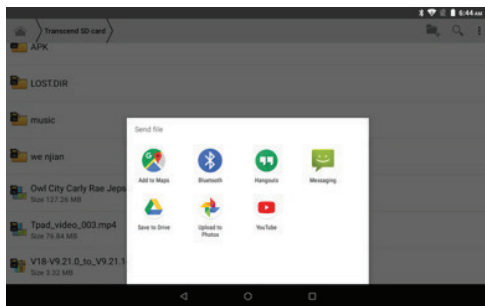 6:44 AM
Transcend SD card
APK
LOST.DIR
music
we njian
Owl City Carly Rae Jeps
Size 127.26 MB
Tpad_video_003.mp4
Size 76.94 MB
V18-V9.21.0_to_V9.21.1
Size 3.32 MB
Send file
Add to Maps
Bluetooth
Hangouts
Messaging
Save to Drive
Upload to
Photos
YouTube